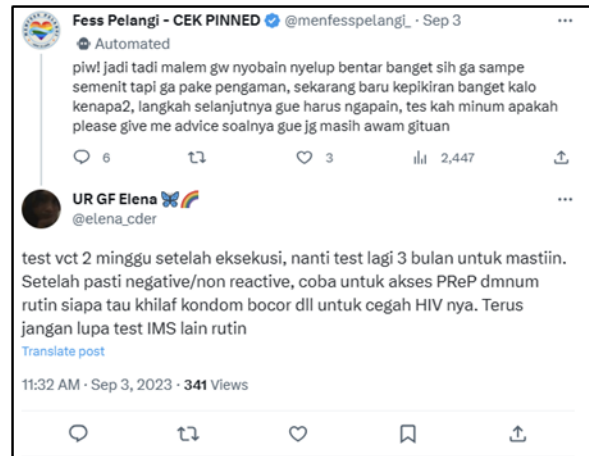 Fess Pelangi - CEK PINNED @menfesspelangi_ · Sep 3
Automated
piw! jadi tadi malem gw nyobain nyelup bentar banget sih ga sampe
semenit tapi ga pake pengaman, sekarang baru kepikiran banget kalo
kenapa2, langkah selanjutnya gue harus ngapain, tes kah minum apakah
please give me advice soalnya gue jg masih awam gituan
6 3 2,447
UR GF Elena
@elena_cder
test vct 2 minggu setelah eksekusi, nanti test lagi 3 bulan untuk mastiin.
Setelah pasti negative/non reactive, coba untuk akses PReP dmnum
rutin siapa tau khilaf kondom bocor dll untuk cegah HIV nya. Terus
jangan lupa test IMS lain rutin
Translate post
11:32 AM · Sep 3, 2023 · 341 Views